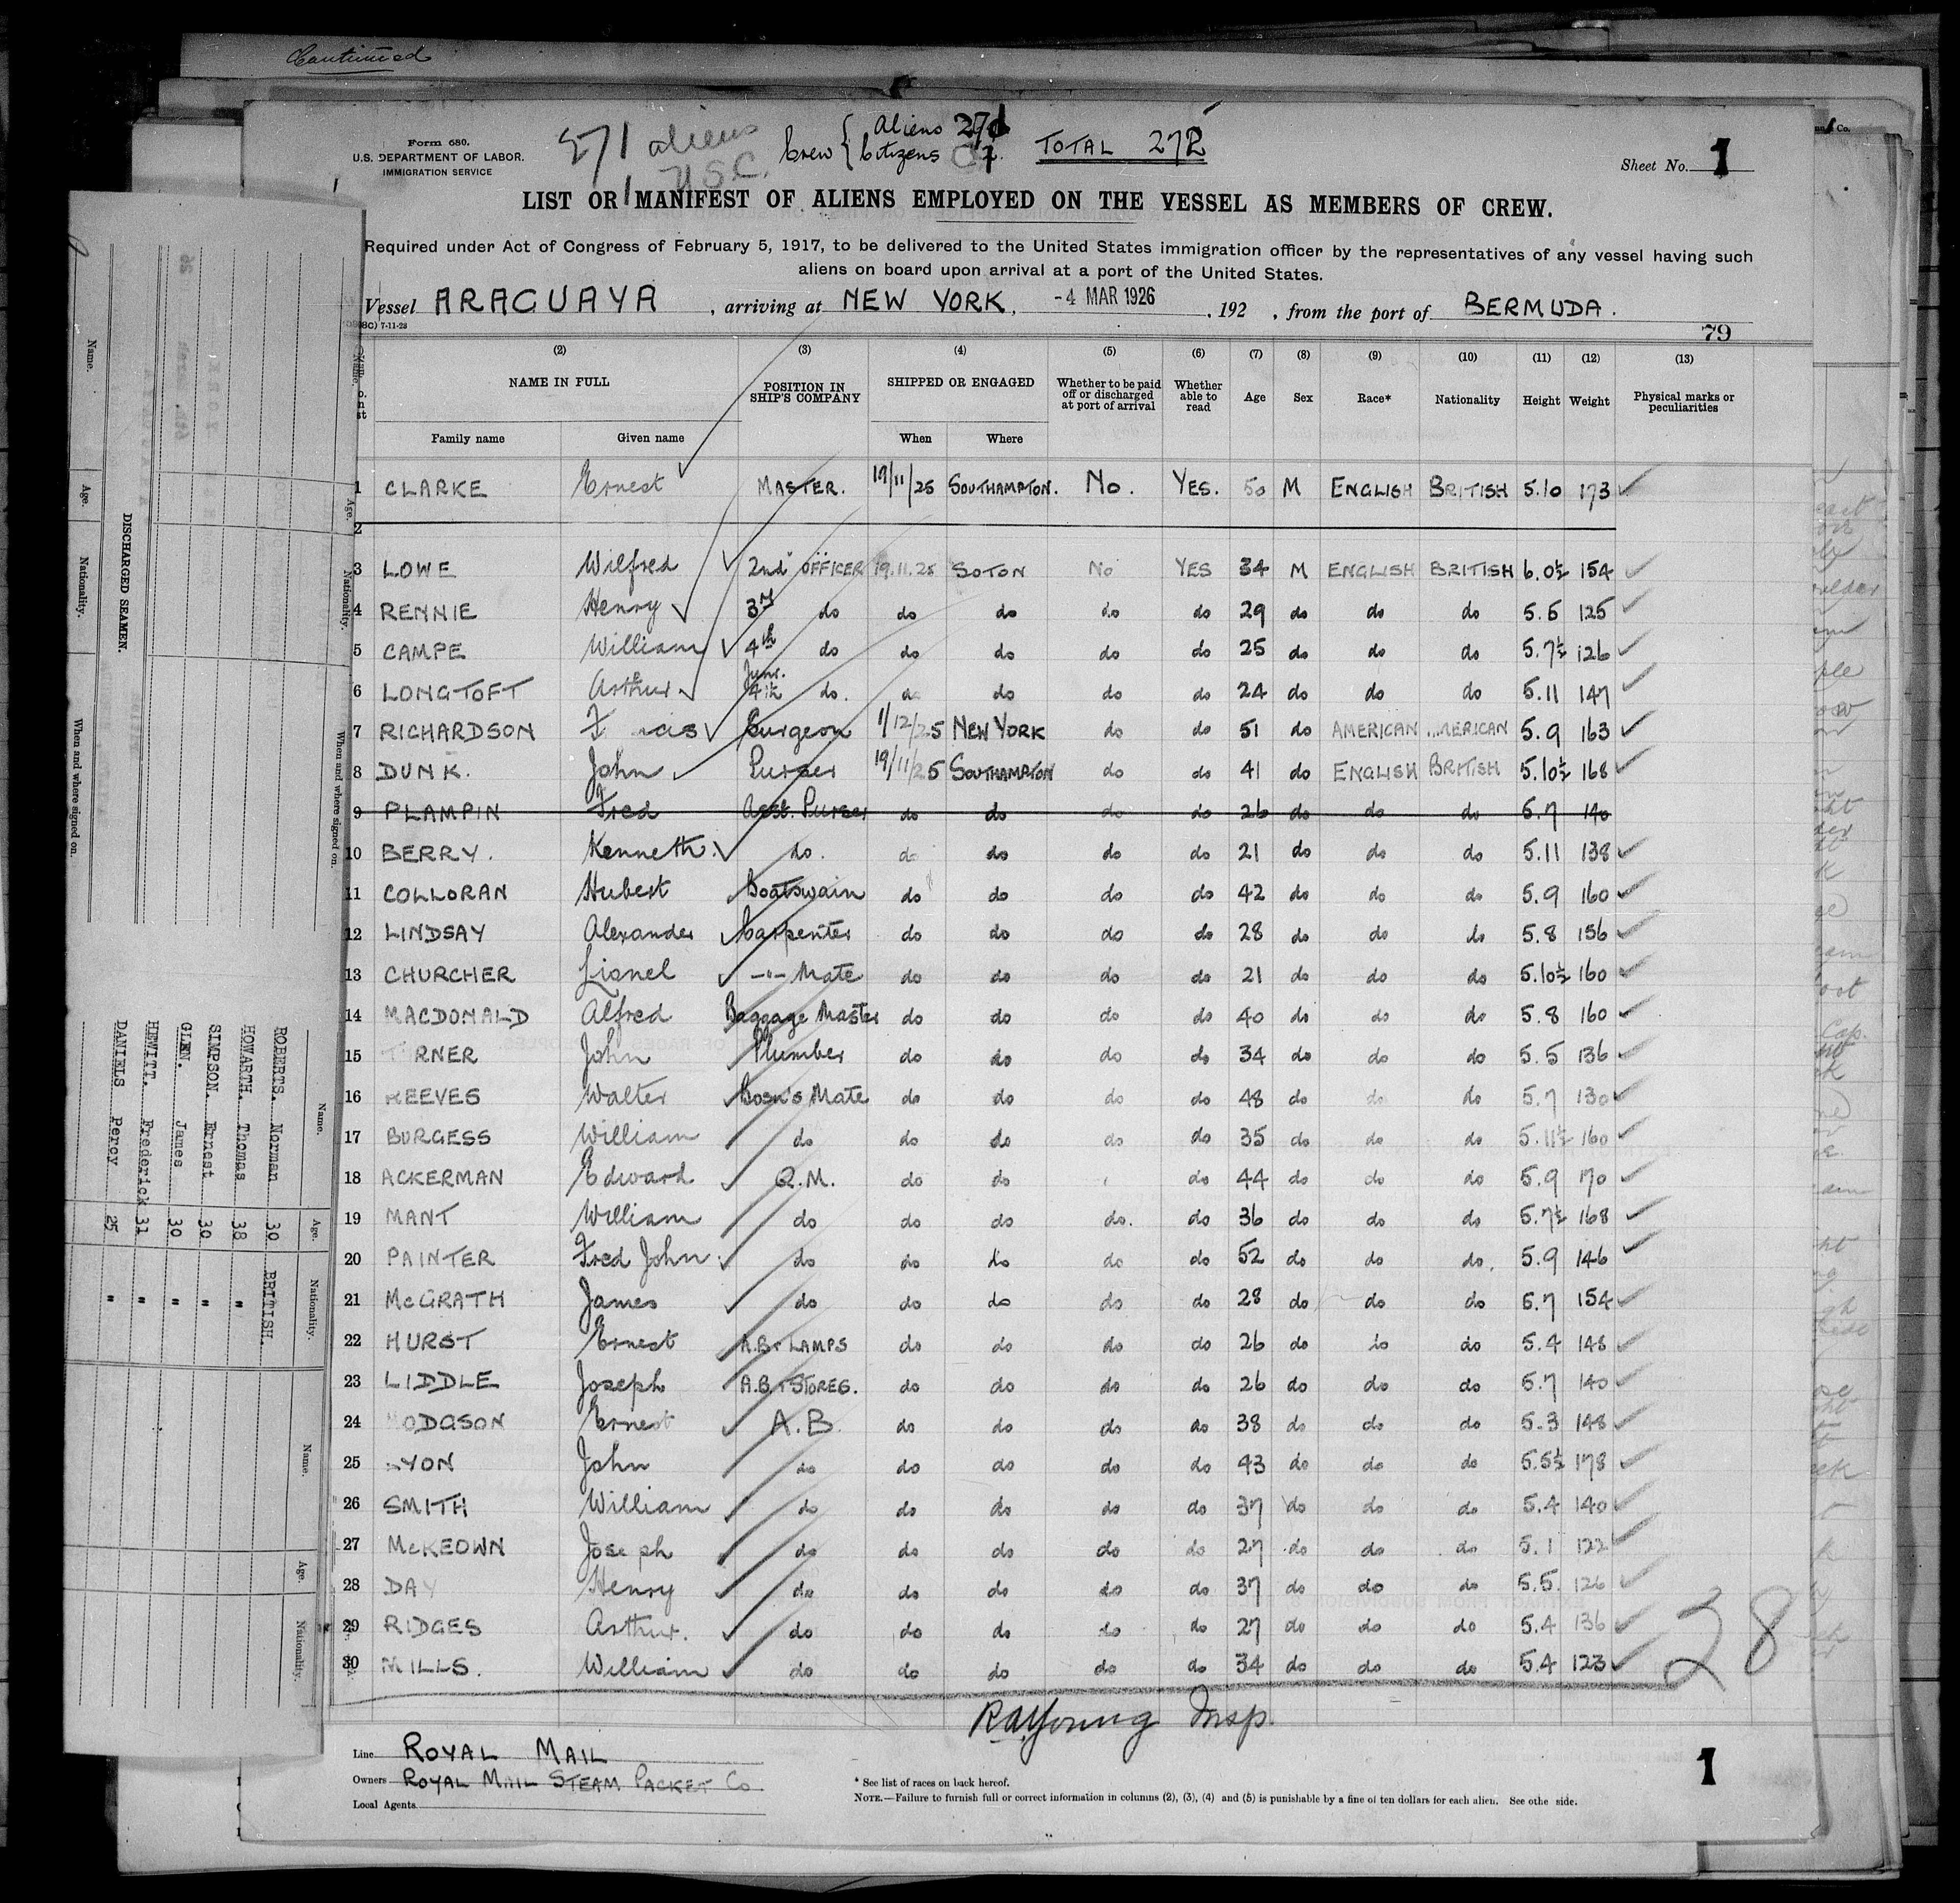 Continued
Form 680.
U.S. DEPARTMENT OF LABOR.
IMMIGRATION SERVICE
271 aliens
1 U.S.C.
Crew { Aliens 271
Citizens 1.
TOTAL 272
Sheet No. 1
LIST OR MANIFEST OF ALIENS EMPLOYED ON THE VESSEL AS MEMBERS OF CREW.
Required under Act of Congress of February 5, 1917, to be delivered to the United States immigration officer by the representatives of any vessel having such
aliens on board upon arrival at a port of the United States.
Vessel ARAGUAYA , arriving at NEW YORK, -4 MAR 1926 , 192 , from the port of BERMUDA.
7-11-23
79
(2) (3) (4) (5) (6) (7) (8) (9) (10) (11) (12) (13)
NAME IN FULL POSITION IN SHIP'S COMPANY SHIPPED OR ENGAGED Whether to be paid off or discharged at port of arrival Whether able to read Age Sex Race* Nationality Height Weight Physical marks or peculiarities
Family name Given name When Where
1 CLARKE Ernest MASTER. 19/11/25 SOUTHAMPTON. No. YES. 50 M ENGLISH BRITISH 5.10 173
2
3 LOWE Wilfred 2nd OFFICER 19.11.25 SOTON No YES 34 M ENGLISH BRITISH 6.0½ 154
4 RENNIE Henry 3rd do do do do do 29 do do do 5.5 125
5 CAMPE William 4th do do do do do 25 do do do 5.7½ 126
6 LONGTOFT Arthur Junr. 4th do. do do do do 24 do do do 5.11 147
7 RICHARDSON Surgeon 1/12/25 NEW YORK do do 51 do AMERICAN 5.9 163
8 DUNK. John Purser 19/11/25 SOUTHAMPTON do do 41 do ENGLISH BRITISH 5.10½ 168
9 PLAMPIN Fred Asst. Purser do do do do 26 do do do 5.7 140
10 BERRY. Kenneth. do. do do do do 21 do do do 5.11 138
11 COLLORAN Hubert Boatswain do do do do 42 do do do 5.9 160
12 LINDSAY Alexander Carpenter do do do do 28 do do do 5.8 156
13 CHURCHER Lionel -"- Mate do do do do 21 do do do 5.10½ 160
14 MACDONALD Alfred Baggage Master do do do do 40 do do do 5.8 160
15 TURNER John Plumber do do do do 34 do do do 5.5 136
16 REEVES Walter Bosn's Mate do do do do 48 do do do 5.7 130
17 BURGESS William do do do do do 35 do do do 5.11½ 160
18 ACKERMAN Edward Q.M. do do do 44 do do do 5.9 170
19 MANT William do do do do. do 36 do do do 5.7½ 168
20 PAINTER Fred John. do do do do do 52 do do do. 5.9 146
21 McGRATH James do do do do do 28 do do do 5.7 154
22 HURST Ernest A.B. & LAMPS do do do do 26 do do do 5.4 148
23 LIDDLE Joseph A.B. & STORES. do do do do 26 do do do 5.7 140
24 HODGSON Ernest A.B. do do do do 38 do do do 5.3 148
25 LYON John do do do do do 43 do do do 5.5½ 178
26 SMITH William do do do do do 37 do do do 5.4 140
27 McKEOWN Joseph do do do do do 27 do do do 5.1 122
28 DAY Henry do do do do do 37 do do do 5.5. 126
29 RIDGES Arthur. do do do do do 27 do do do 5.4 136
30 MILLS. William do do do do do 34 do do do 5.4 123
28
Insp.
Line ROYAL MAIL
Owners ROYAL MAIL STEAM PACKET Co
Local Agents
* See list of races on back hereof.
NOTE.—Failure to furnish full or correct information in columns (2), (3), (4) and (5) is punishable by a fine of ten dollars for each alien. See othe side.
1
DISCHARGED SEAMEN.
Name. Age. Nationality. When and where signed on.
Age. Nationality. When and where signed on.
Name. Age. Nationality.
ROBERTS. Norman 30 BRITISH.
HOWARTH. Thomas 38 "
SIMPSON. Ernest 30 "
GLEN. James 30 "
HEWITT. Frederick 31 "
DANIELS Percy 25 "
Name. Age. Nationality.